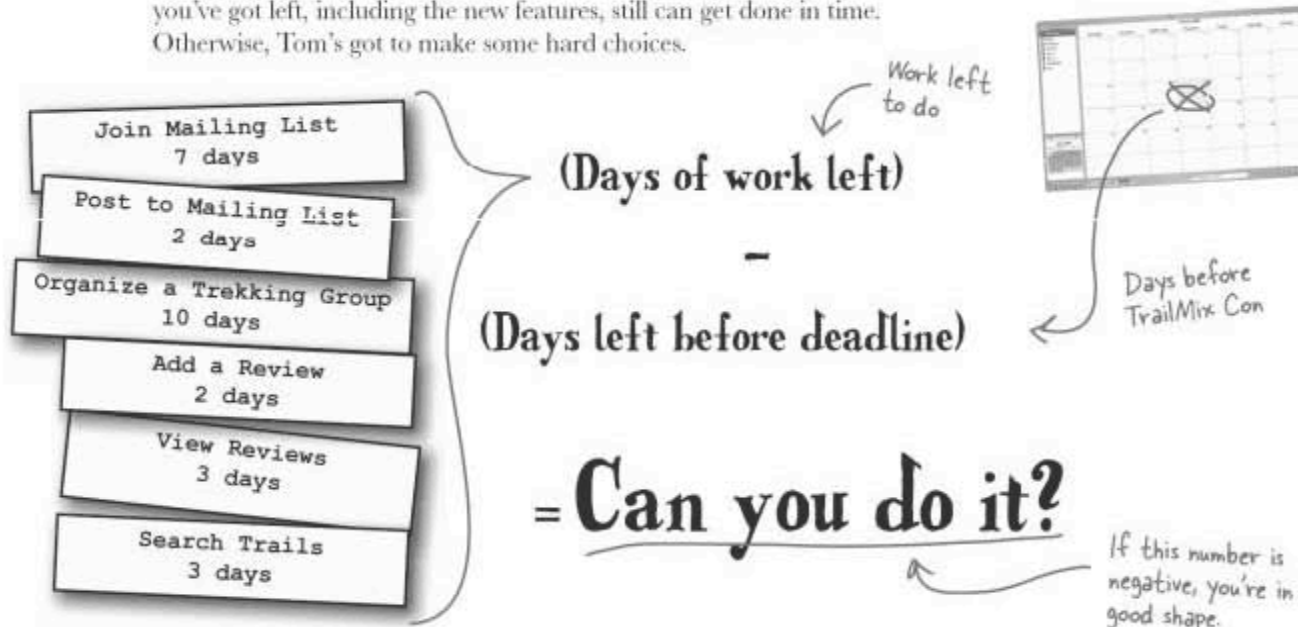 you've got left, including the new features, still can get done in time.
Otherwise, Tom's got to make some hard choices.
Join Mailing List
7 days
Post to Mailing List
2 days
Organize a Trekking Group
10 days
Add a Review
2 days
View Reviews
3 days
Search Trails
3 days
Work left
to do
(Days of work left)
-
(Days left before deadline)
Days before
TrailMix Con
= Can you do it?
If this number is
negative, you're in
good shape.